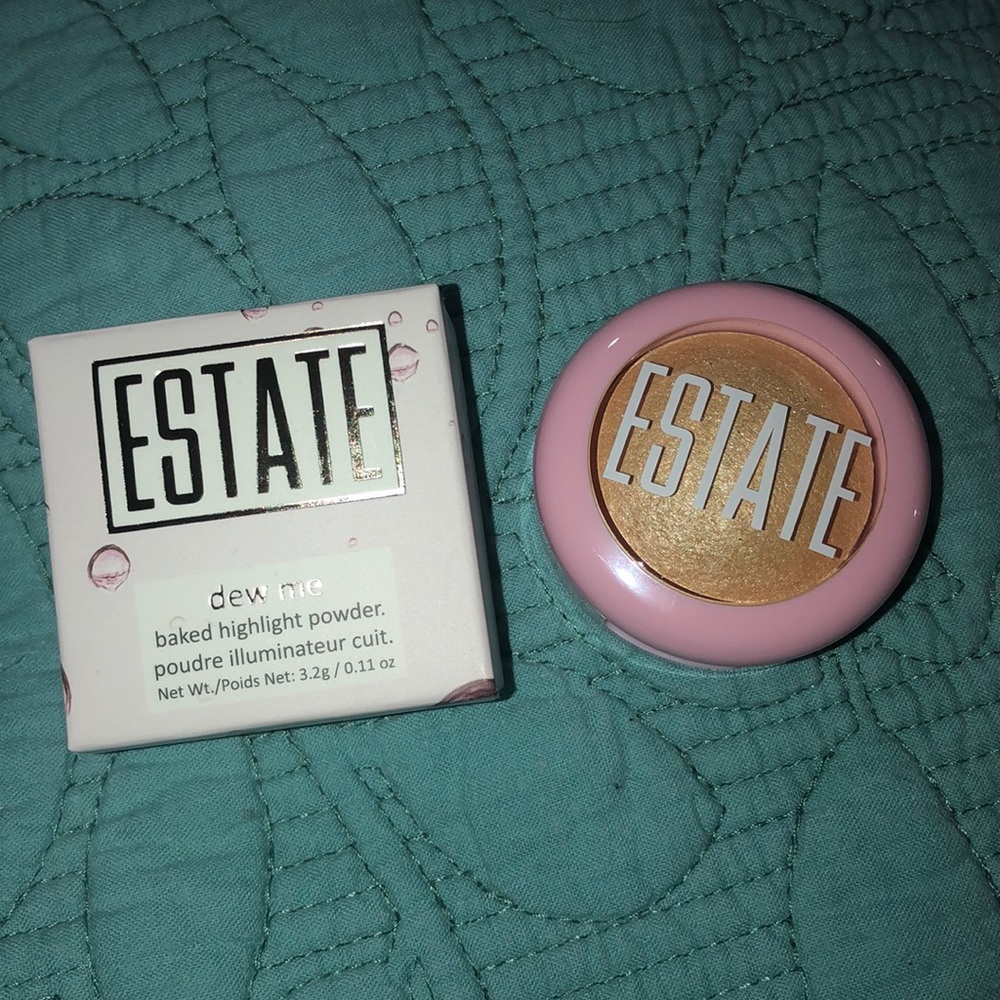 ESTATE
dew me
baked highlight powder.
poudre illuminateur cuit.
Net Wt./Poids Net: 3.2g / 0.11 oz
ESTATE